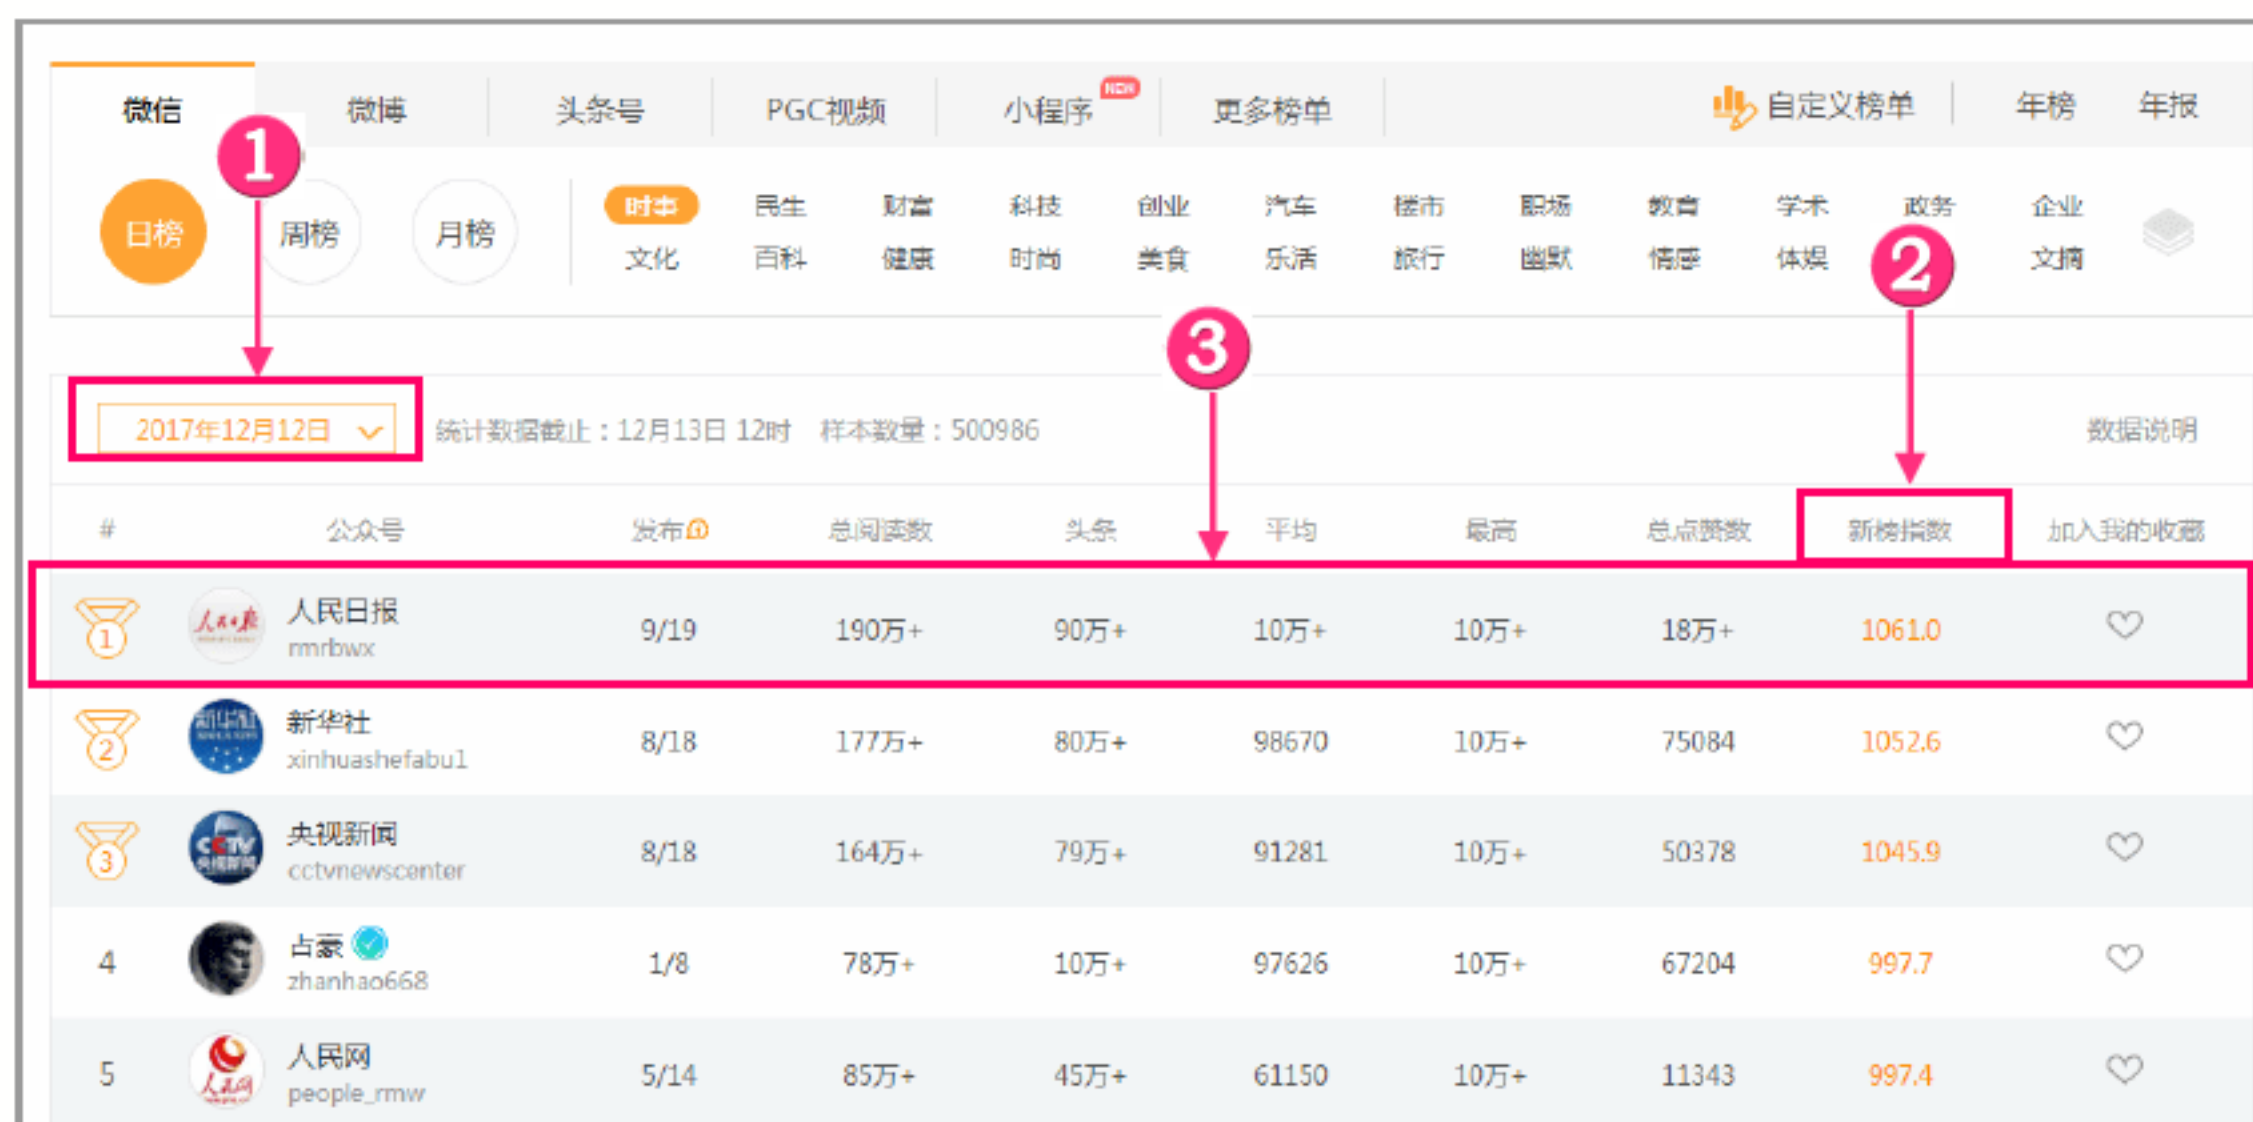 微信 微博 头条号 PGC视频 小程序 NEW 更多榜单 自定义榜单 年榜 年报
1
日榜 周榜 月榜
时事 民生 财富 科技 创业 汽车 楼市 职场 教育 学术 政务 企业
文化 百科 健康 时尚 美食 乐活 旅行 幽默 情感 体娱 文摘
2
3
2017年12月12日 统计数据截止：12月13日 12时 样本数量：500986 数据说明
# 公众号 发布 总阅读数 头条 平均 最高 总点赞数 新榜指数 加入我的收藏
1 人民日报 9/19 190万+ 90万+ 10万+ 10万+ 18万+ 1061.0
rmrbwx
2 新华社 8/18 177万+ 80万+ 98670 10万+ 75084 1052.6
xinhuashefabu1
3 央视新闻 8/18 164万+ 79万+ 91281 10万+ 50378 1045.9
cctvnewscenter
4 占豪 1/8 78万+ 10万+ 97626 10万+ 67204 997.7
zhanhao668
5 人民网 5/14 85万+ 45万+ 61150 10万+ 11343 997.4
people_rmw